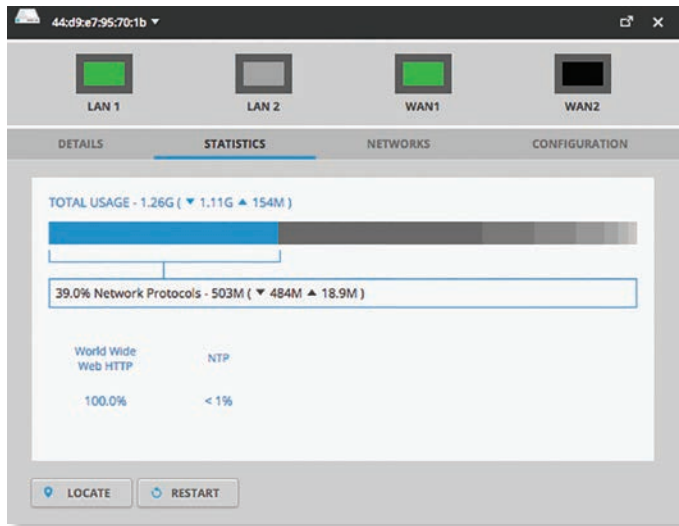 44:d9:e7:95:70:1b ▼
LAN 1 LAN 2 WAN1 WAN2
DETAILS STATISTICS NETWORKS CONFIGURATION
TOTAL USAGE - 1.26G ( ▼ 1.11G ▲ 154M )
39.0% Network Protocols - 503M ( ▼ 484M ▲ 18.9M )
World Wide
Web HTTP
NTP
100.0% < 1%
LOCATE RESTART